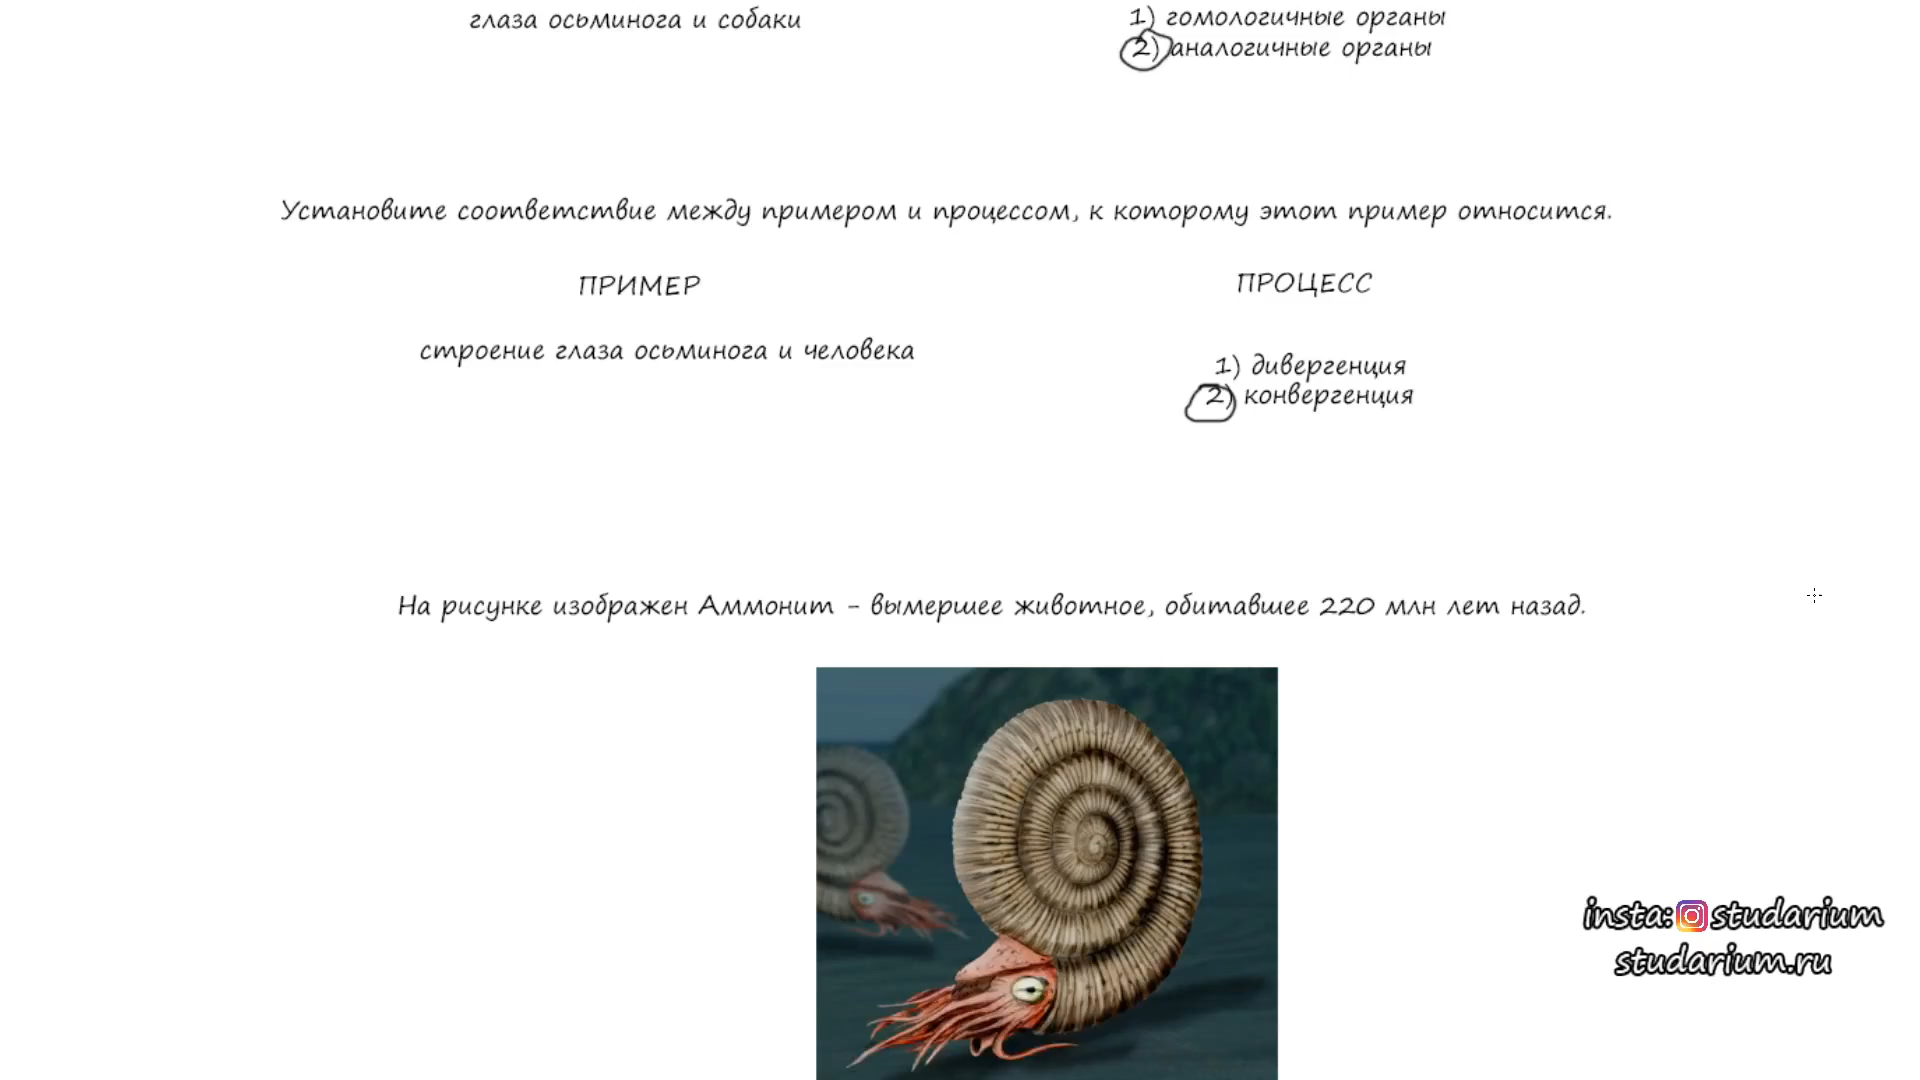 глаза осьминога и собаки
1) гомологичные органы
2) аналогичные органы
Установите соответствие между примером и процессом, к которому этот пример относится.
ПРИМЕР
ПРОЦЕСС
строение глаза осьминога и человека
1) дивергенция
2) конвергенция
На рисунке изображен Аммонит - вымершее животное, обитавшее 220 млн лет назад.
insta: studarium
studarium.ru